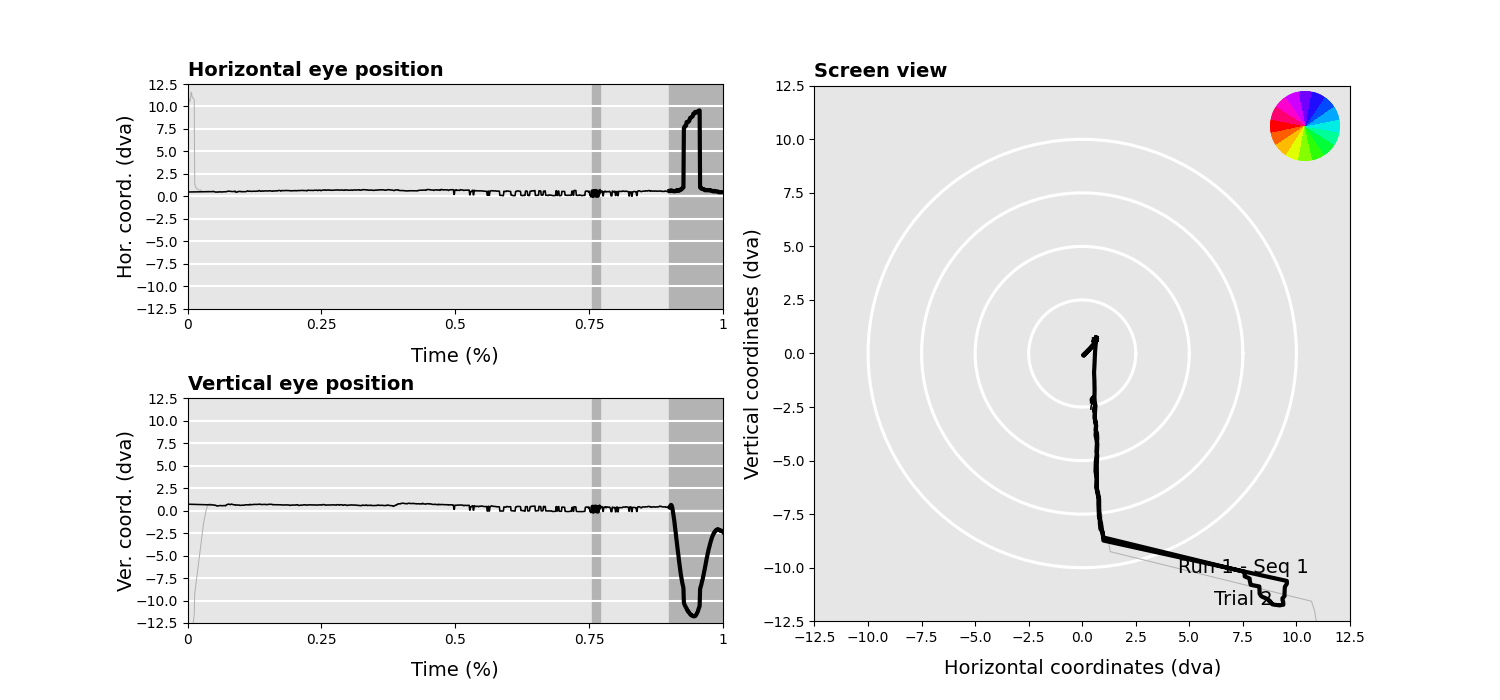 Horizontal eye position
12.5
10.0
7.5
5.0
2.5
0.0
−2.5
−5.0
−7.5
−10.0
−12.5
Hor. coord. (dva)
0 0.25 0.5 0.75 1
Time (%)
Vertical eye position
12.5
10.0
7.5
5.0
2.5
0.0
−2.5
−5.0
−7.5
−10.0
−12.5
Ver. coord. (dva)
0 0.25 0.5 0.75 1
Time (%)
Screen view
12.5
10.0
7.5
5.0
2.5
0.0
−2.5
−5.0
−7.5
−10.0
−12.5
Vertical coordinates (dva)
Run 1 - Seq 1
Trial 2
−12.5 −10.0 −7.5 −5.0 −2.5 0.0 2.5 5.0 7.5 10.0 12.5
Horizontal coordinates (dva)